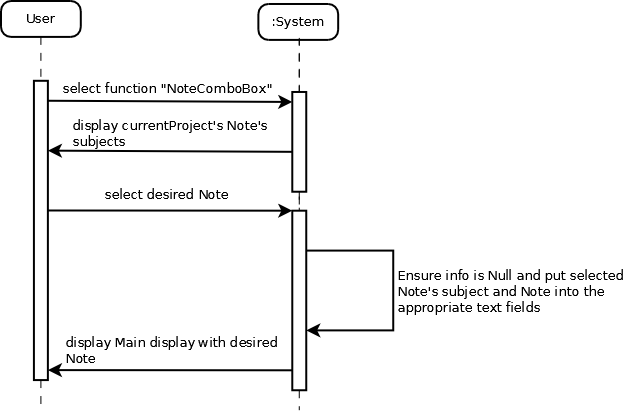 User
:System
select function "NoteComboBox"
display currentProject's Note's
subjects
select desired Note
Ensure info is Null and put selected
Note's subject and Note into the
appropriate text fields
display Main display with desired
Note